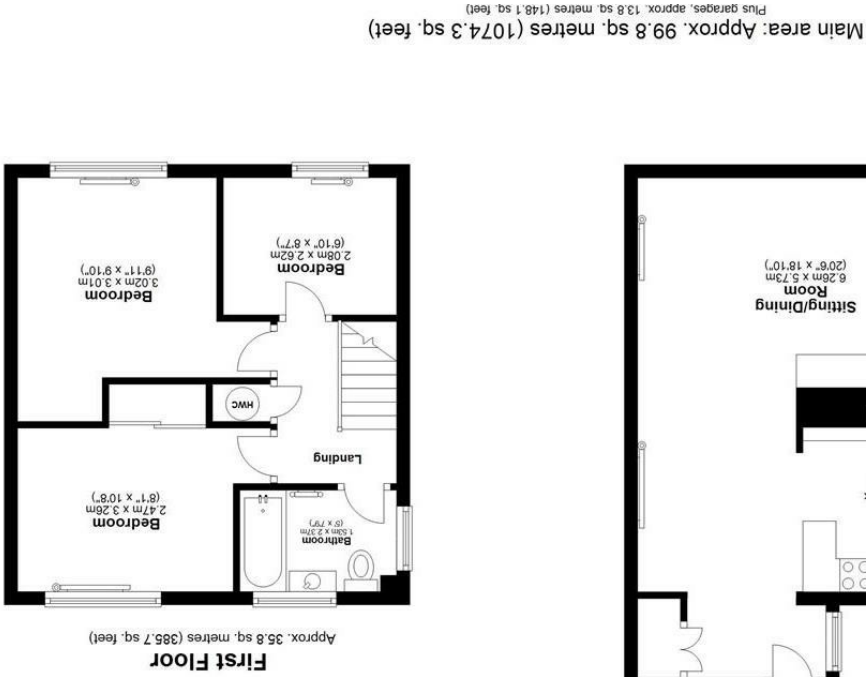 First Floor
Approx. 35.8 sq. metres (385.7 sq. feet)
Bedroom
2.47m x 3.26m
(8'1" x 10'8")
Bathroom
1.53m x 2.37m
(5' x 7'9")
Landing
HWC
Bedroom
3.02m x 3.01m
(9'11" x 9'10")
Bedroom
2.08m x 2.62m
(6'10" x 8'7")
Sitting/Dining
Room
6.26m x 5.73m
(20'6" x 18'10")
Main area: Approx. 99.8 sq. metres (1074.3 sq. feet)
Plus garages, approx. 13.8 sq. metres (148.1 sq. feet)